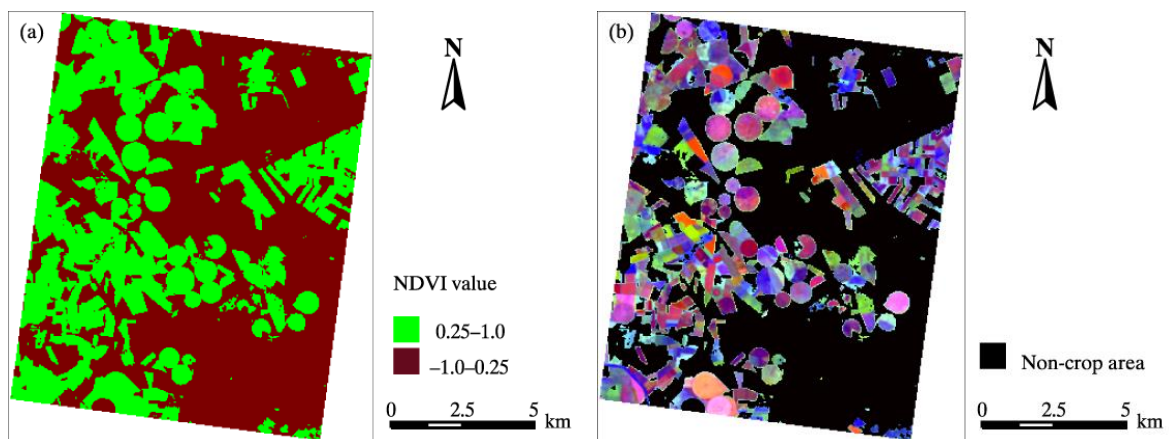 (a)
N
NDVI value
0.25–1.0
–1.0–0.25
0 2.5 5
km
(b)
N
Non-crop area
0 2.5 5
km